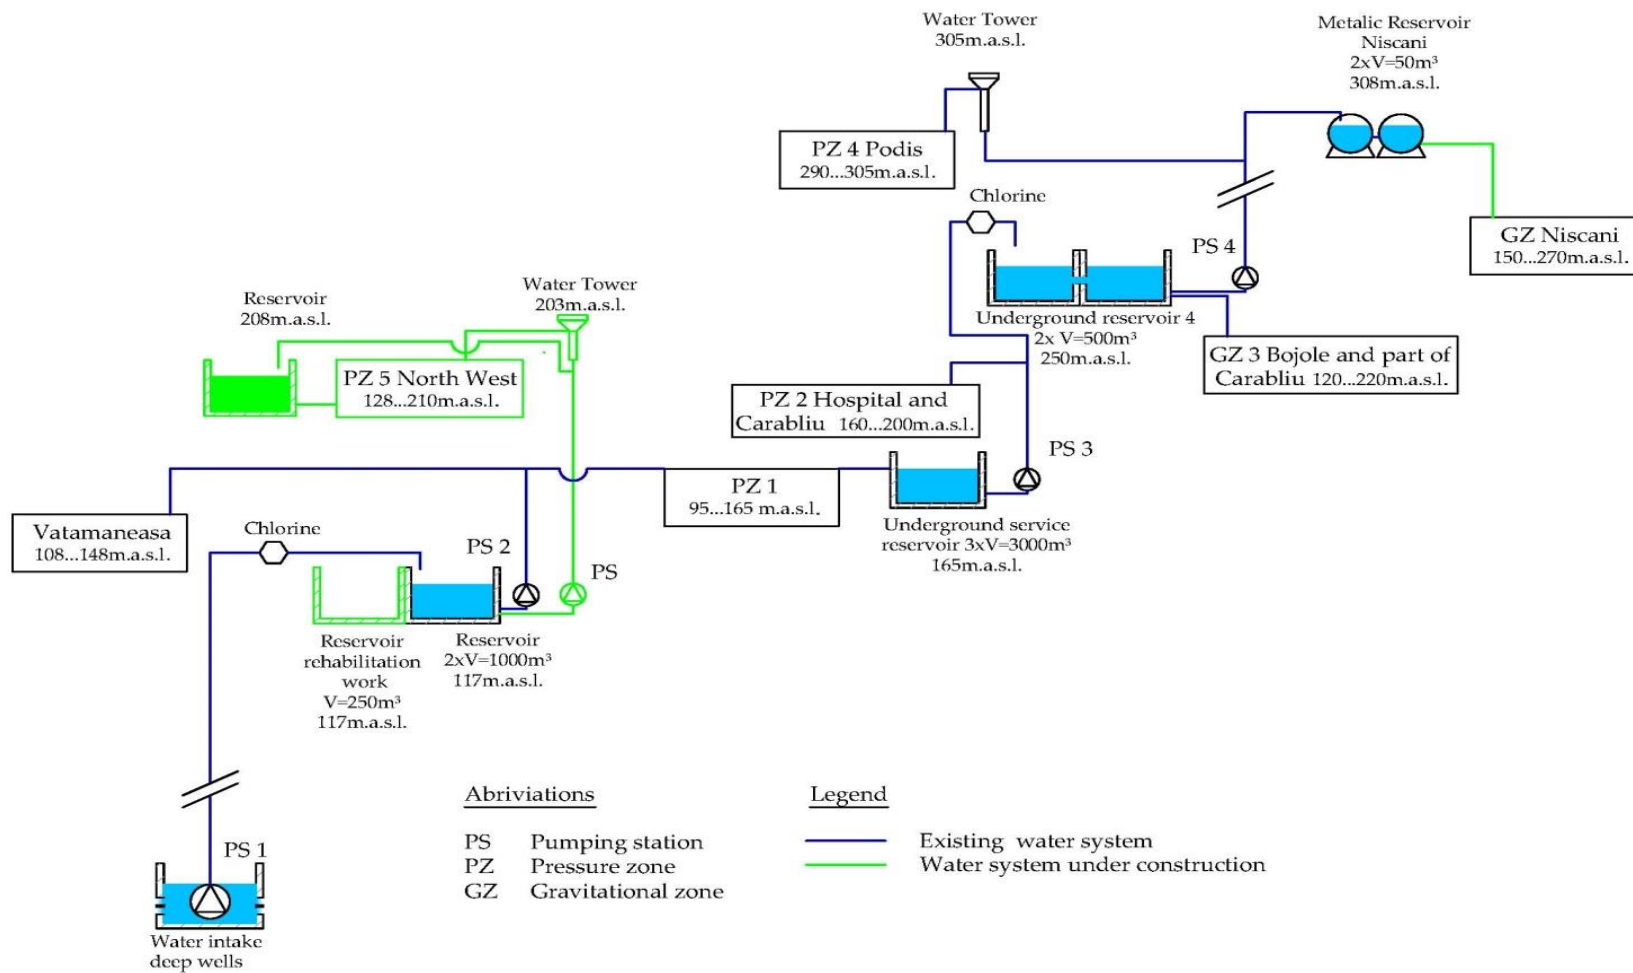 Water Tower
305m.a.s.l.
Metalic Reservoir
Niscani
2xV=50m³
308m.a.s.l.
PZ 4 Podis
290...305m.a.s.l.
Chlorine
PS 4
GZ Niscani
150...270m.a.s.l.
Underground reservoir 4
2x V=500m³
250m.a.s.l.
GZ 3 Bojole and part of
Carabliu 120...220m.a.s.l.
Reservoir
208m.a.s.l.
Water Tower
203m.a.s.l.
PZ 5 North West
128...210m.a.s.l.
PZ 2 Hospital and
Carabliu 160...200m.a.s.l.
PS 3
PZ 1
95...165 m.a.s.l.
Underground service
reservoir 3xV=3000m³
165m.a.s.l.
Vatamaneasa
108...148m.a.s.l.
Chlorine
PS 2
PS
Reservoir
rehabilitation
work
V=250m³
117m.a.s.l.
Reservoir
2xV=1000m³
117m.a.s.l.
PS 1
Water intake
deep wells
Abriviations
PS Pumping station
PZ Pressure zone
GZ Gravitational zone
Legend
Existing water system
Water system under construction